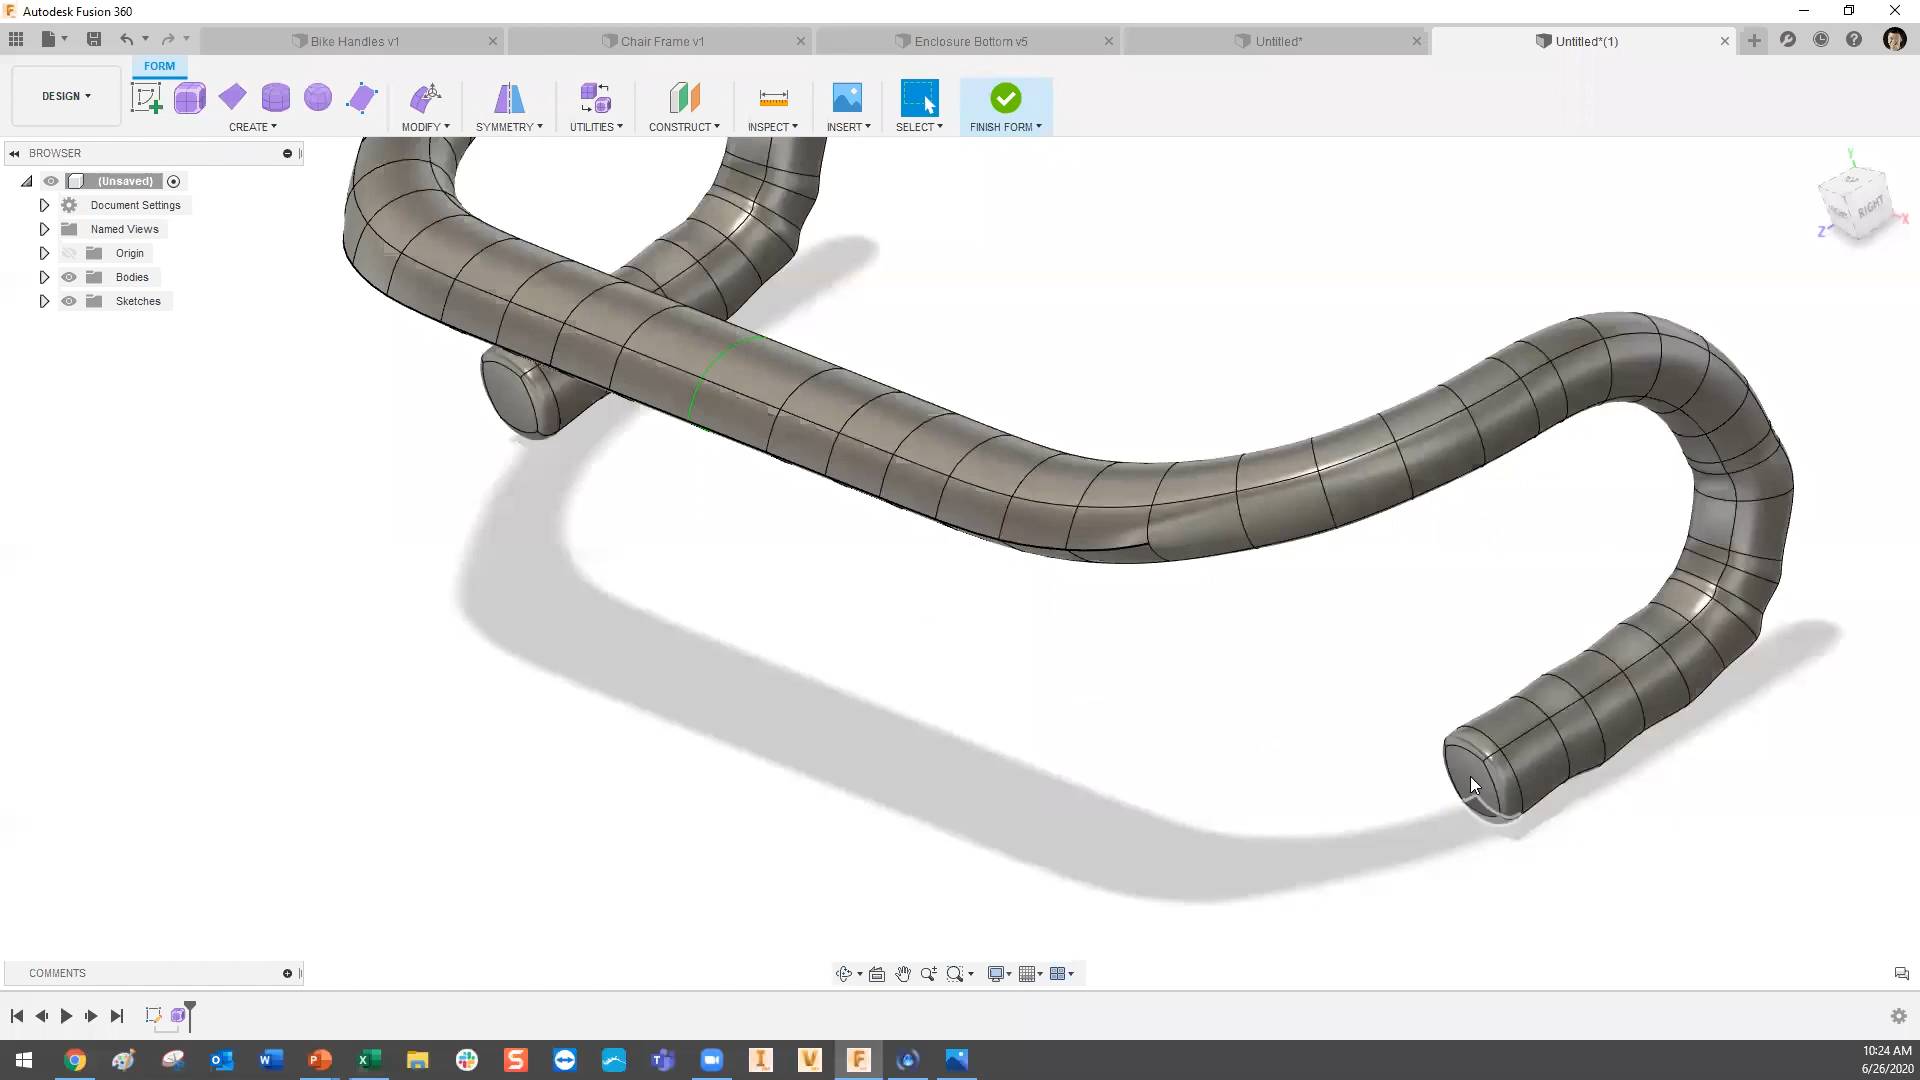 Autodesk Fusion 360
Bike Handles v1
Chair Frame v1
Enclosure Bottom v5
Untitled*
Untitled*(1)
FORM
DESIGN
CREATE
MODIFY
SYMMETRY
UTILITIES
CONSTRUCT
INSPECT
INSERT
SELECT
FINISH FORM
BROWSER
(Unsaved)
Document Settings
Named Views
Origin
Bodies
Sketches
Y
RIGHT
X
Z
COMMENTS
10:24 AM
6/26/2020